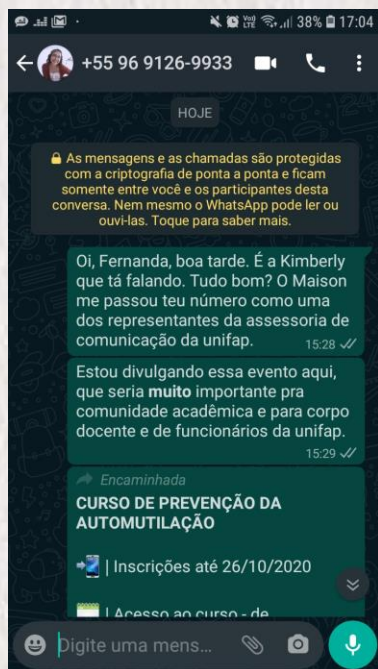 38% 17:04
+55 96 9126-9933
HOJE
As mensagens e as chamadas são protegidas
com a criptografia de ponta a ponta e ficam
somente entre você e os participantes desta
conversa. Nem mesmo o WhatsApp pode ler ou
ouvi-las. Toque para saber mais.
Oi, Fernanda, boa tarde. É a Kimberly
que tá falando. Tudo bom? O Maison
me passou teu número como uma
dos representantes da assessoria de
comunicação da unifap. 15:28
Estou divulgando essa evento aqui,
que seria muito importante pra
comunidade acadêmica e para corpo
docente e de funcionários da unifap.
15:29
Encaminhada
CURSO DE PREVENÇÃO DA
AUTOMUTILAÇÃO
| Inscrições até 26/10/2020
| Acesso ao curso - de
Digite uma mens...